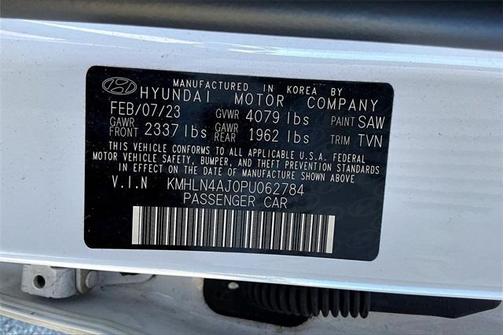 MANUFACTURED IN KOREA BY
HYUNDAI MOTOR COMPANY
FEB/07/23 GVWR 4079 lbs PAINT SAW
GAWR FRONT 2337 lbs GAWR REAR 1962 lbs TRIM TVN
THIS VEHICLE CONFORMS TO ALL APPLICABLE U.S.A. FEDERAL
MOTOR VEHICLE SAFETY, BUMPER, AND THEFT PREVENTION STANDARDS
IN EFFECT ON THE DATE OF MANUFACTURE SHOWN ABOVE.
V.I.N KMHLN4AJ0PU062784
PASSENGER CAR